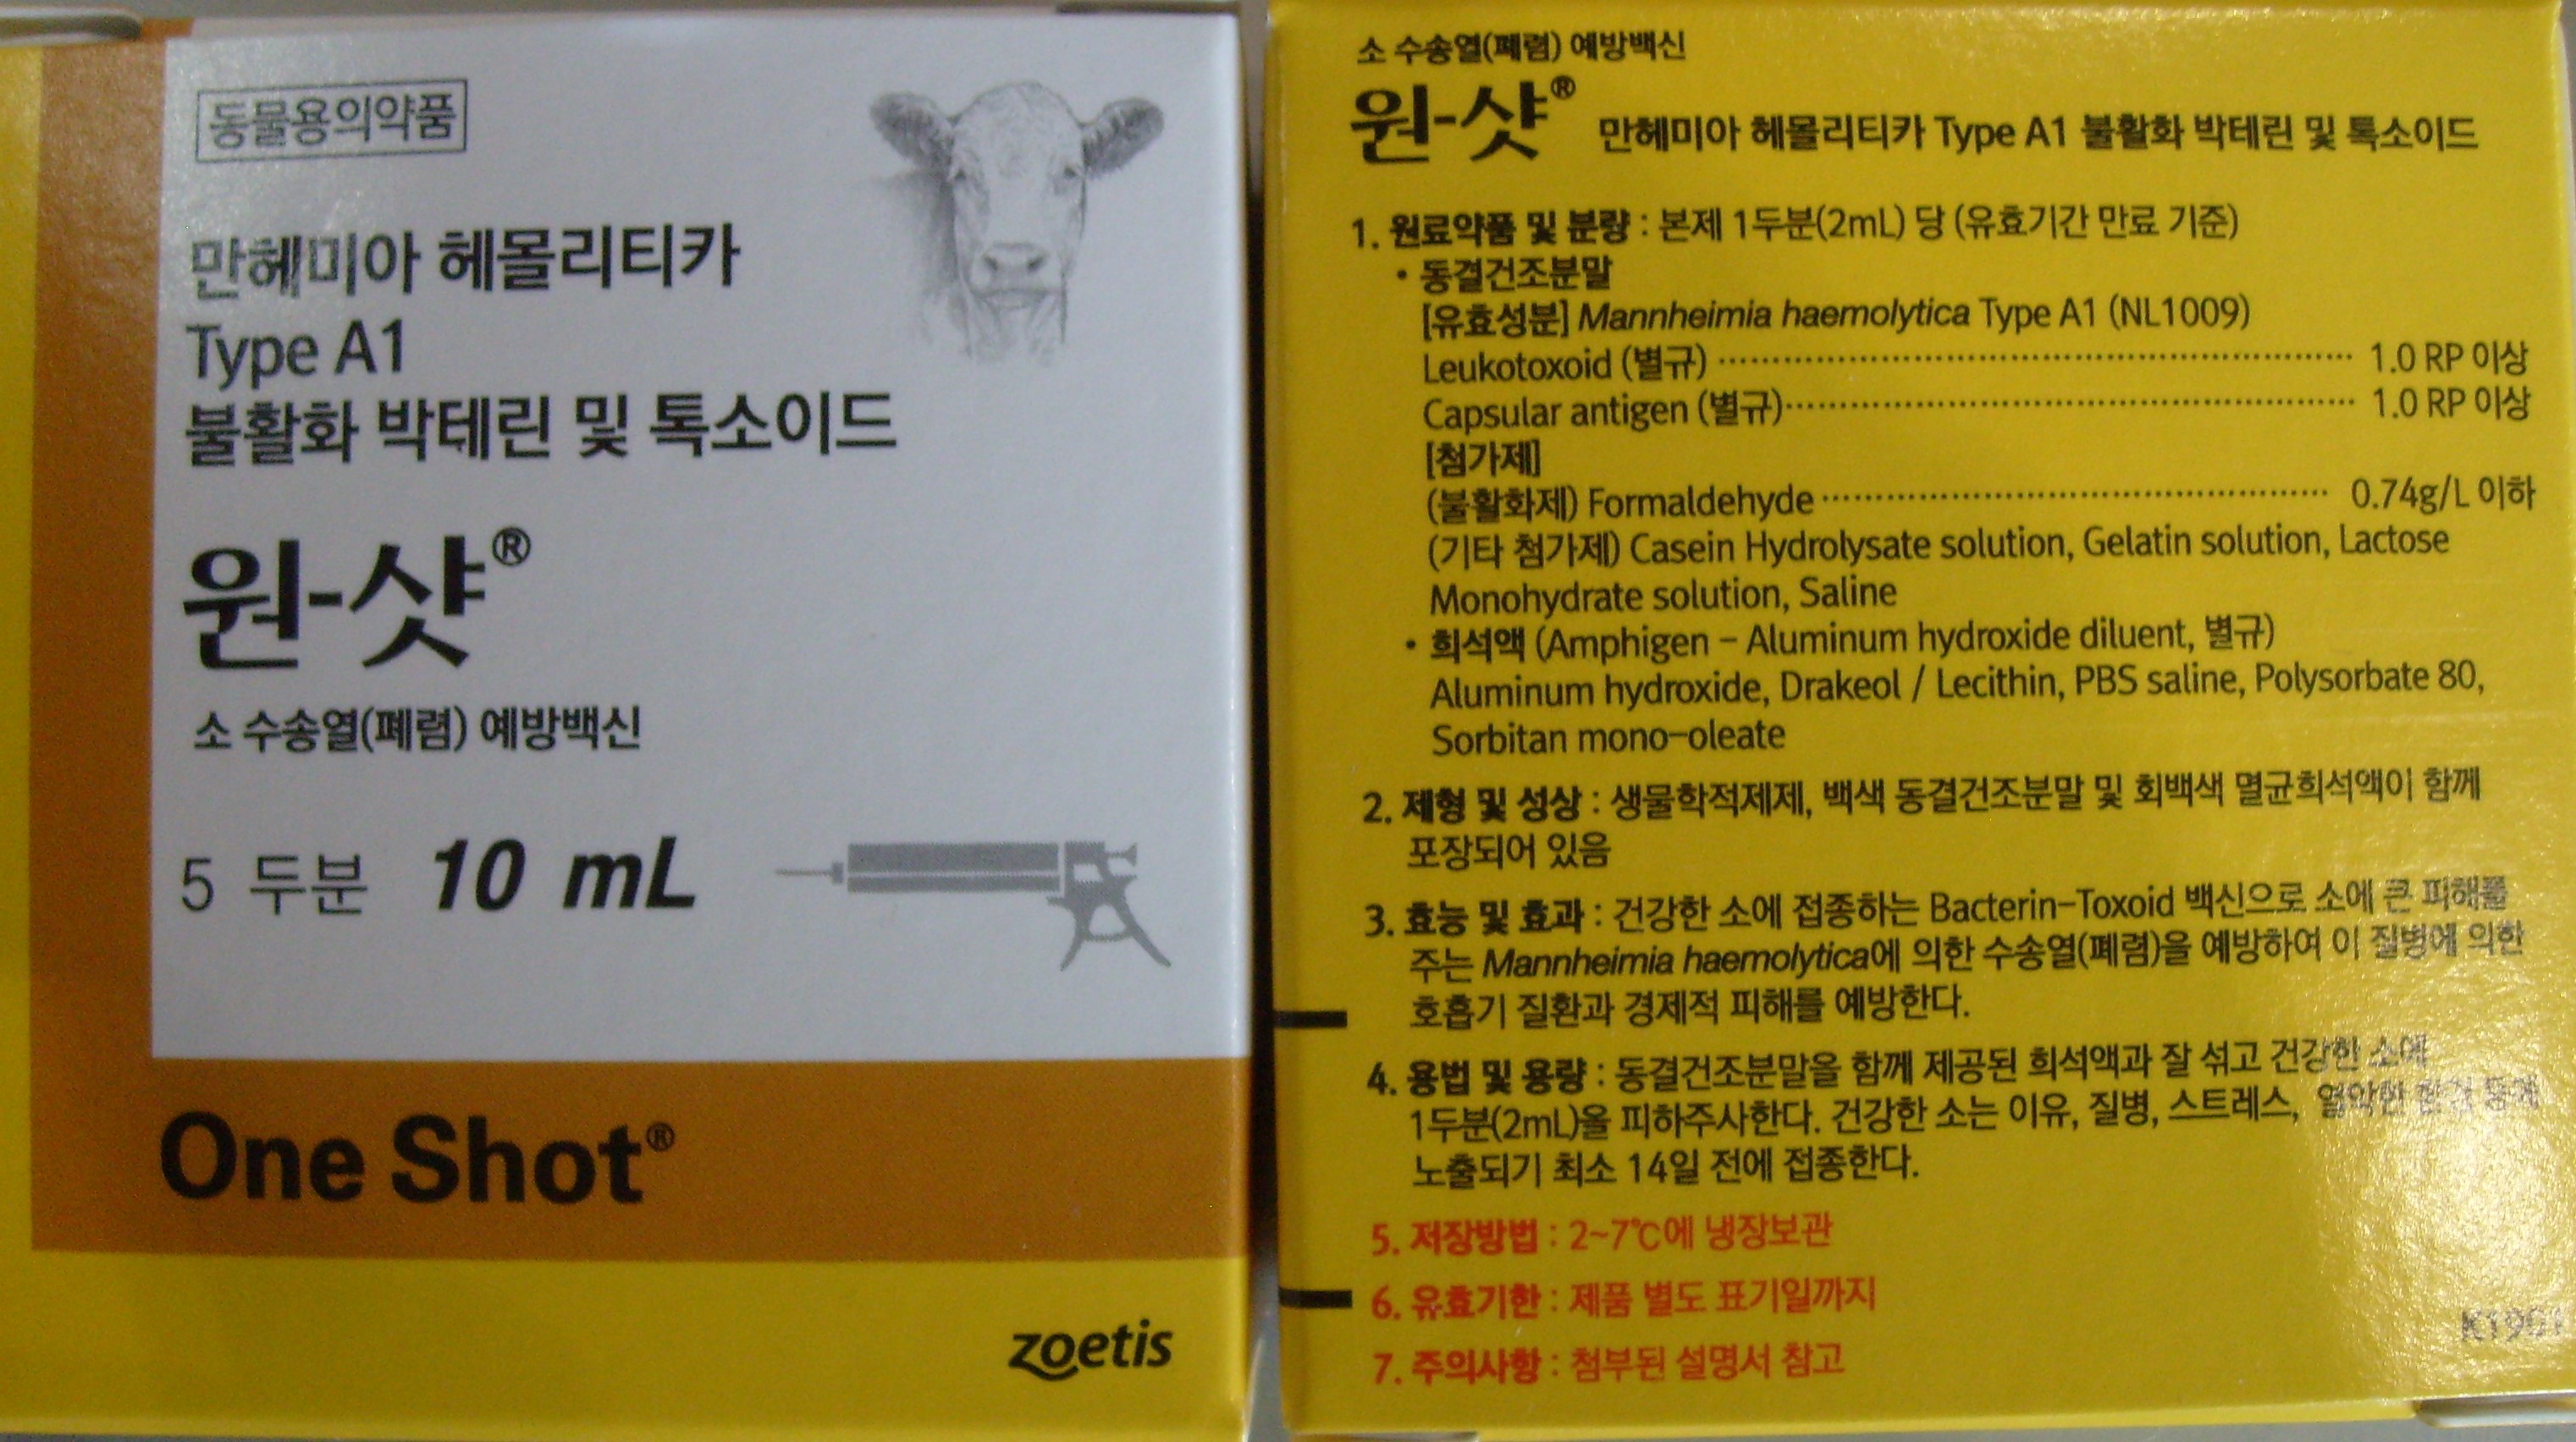 동물용의약품
만헤미아 헤몰리티카
Type A1
불활화 박테린 및 톡소이드
원-샷®
소 수송열(폐렴) 예방백신
5 두분 10 mL
One Shot®
zoetis
소 수송열(폐렴) 예방백신
원-샷® 만헤미아 헤몰리티카 Type A1 불활화 박테린 및 톡소이드
1. 원료약품 및 분량 : 본제 1두분(2mL) 당 (유효기간 만료 기준)
• 동결건조분말
[유효성분] Mannheimia haemolytica Type A1 (NL1009)
Leukotoxoid (별규) ⋯⋯⋯⋯⋯⋯⋯⋯ 1.0 RP 이상
Capsular antigen (별규)⋯⋯⋯⋯⋯⋯⋯⋯ 1.0 RP 이상
[첨가제]
(불활화제) Formaldehyde ⋯⋯⋯⋯⋯⋯⋯⋯ 0.74g/L 이하
(기타 첨가제) Casein Hydrolysate solution, Gelatin solution, Lactose
Monohydrate solution, Saline
• 희석액 (Amphigen - Aluminum hydroxide diluent, 별규)
Aluminum hydroxide, Drakeol / Lecithin, PBS saline, Polysorbate 80,
Sorbitan mono-oleate
2. 제형 및 성상 : 생물학적제제, 백색 동결건조분말 및 회백색 멸균희석액이 함께
포장되어 있음
3. 효능 및 효과 : 건강한 소에 접종하는 Bacterin-Toxoid 백신으로 소에 큰 피해를
주는 Mannheimia haemolytica에 의한 수송열(폐렴)을 예방하여 이 질병에 의한
호흡기 질환과 경제적 피해를 예방한다.
4. 용법 및 용량 : 동결건조분말을 함께 제공된 희석액과 잘 섞고 건강한 소에
1두분(2mL)을 피하주사한다. 건강한 소는 이유, 질병, 스트레스, 열악한 환경 등에
노출되기 최소 14일 전에 접종한다.
5. 저장방법 : 2~7℃에 냉장보관
6. 유효기한 : 제품 별도 표기일까지
7. 주의사항 : 첨부된 설명서 참고